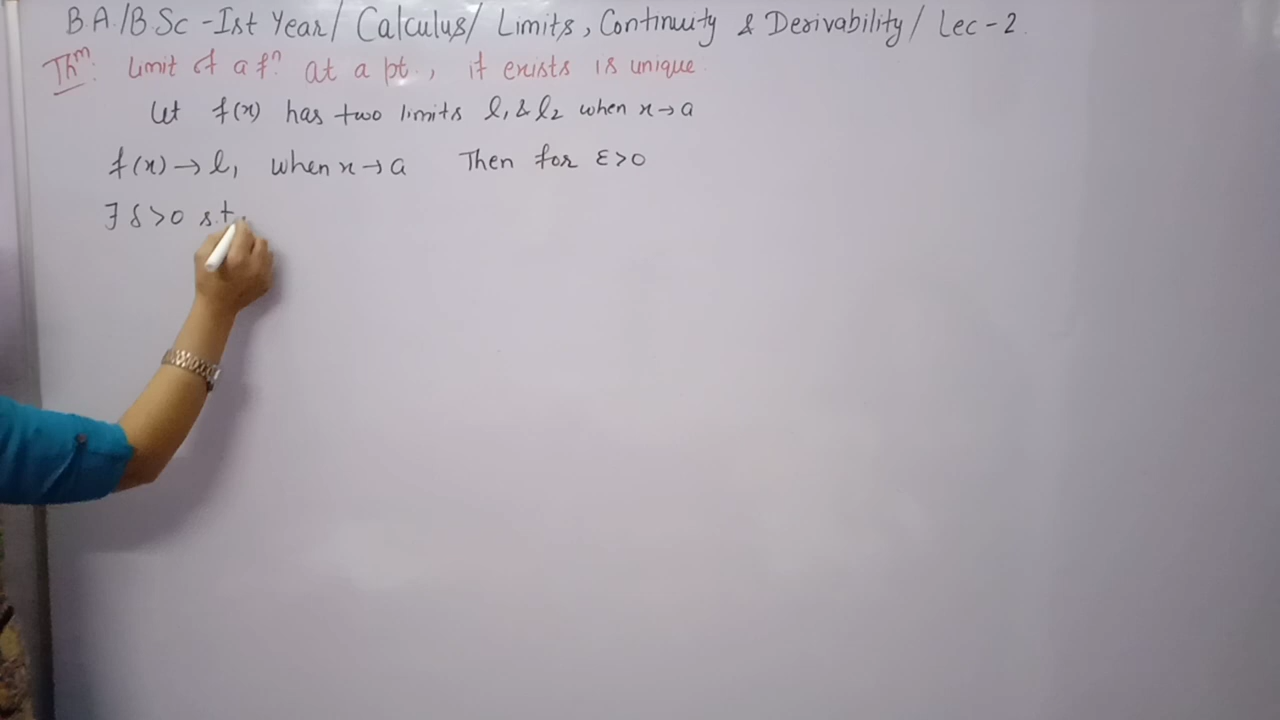 B.A./B.Sc - Ist Year/ Calculus/ Limits, Continuity & Derivability/ Lec-2.
Thm: Limit of a fn. at a pt., if exists is unique.
Let f(x) has two limits l1 & l2 when x→a
f(x)→l1 when x→a Then for ε>0
∃ δ>0 s.t.